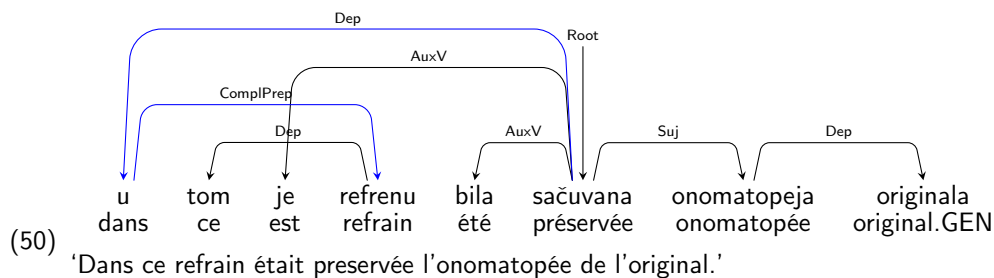 Dep
Root
AuxV
ComplPrep
Dep AuxV Suj Dep
u tom je refrenu bila sačuvana onomatopeja originala
dans ce est refrain été préservée onomatopée original.GEN
(50)
‘Dans ce refrain était preservée l’onomatopée de l’original.’